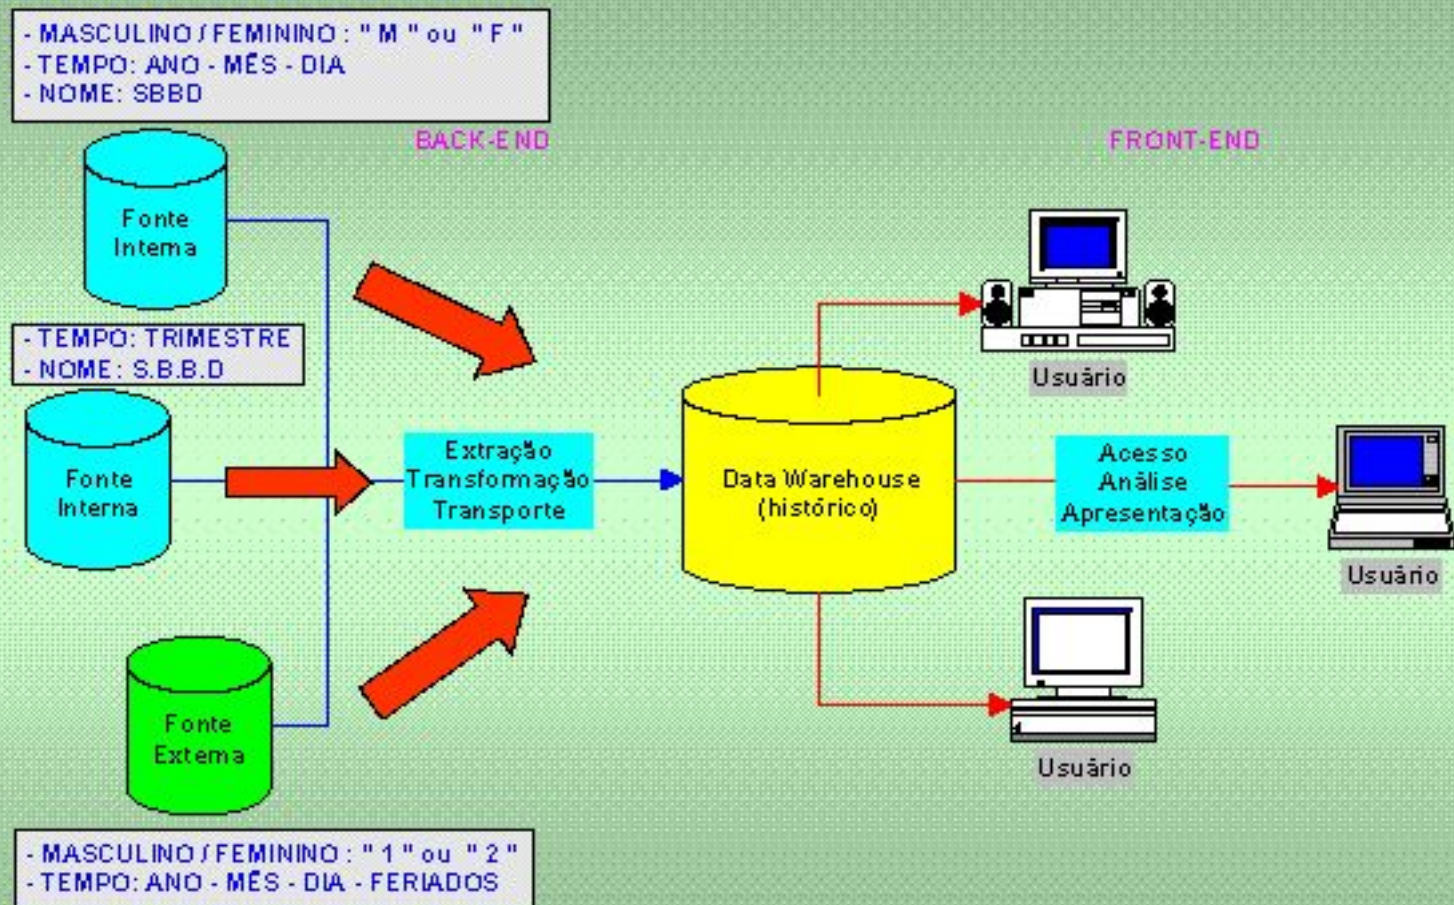 - MASCULINO / FEMININO : " M " ou " F "
- TEMPO: ANO - MÊS - DIA
- NOME: SBBD
BACK-END
FRONT-END
Fonte
Interna
- TEMPO: TRIMESTRE
- NOME: S.B.B.D
Usuário
Fonte
Interna
Extração
Transformação
Transporte
Data Warehouse
(histórico)
Acesso
Análise
Apresentação
Usuário
Fonte
Externa
Usuário
- MASCULINO / FEMININO : " 1 " ou " 2 "
- TEMPO: ANO - MÊS - DIA - FERIADOS